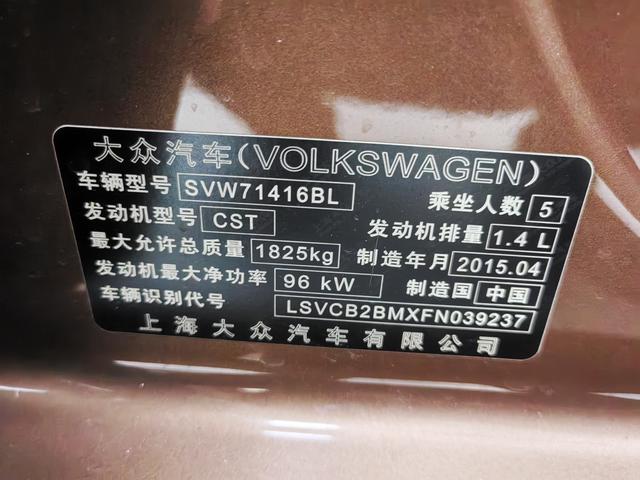 大众汽车(VOLKSWAGEN)
车辆型号 SVW71416BL 乘坐人数 5
发动机型号 CST 发动机排量 1.4 L
最大允许总质量 1825kg 制造年月 2015.04
发动机最大净功率 96 kW 制造国 中国
车辆识别代号 LSVCB2BMXFN039237
上海大众汽车有限公司